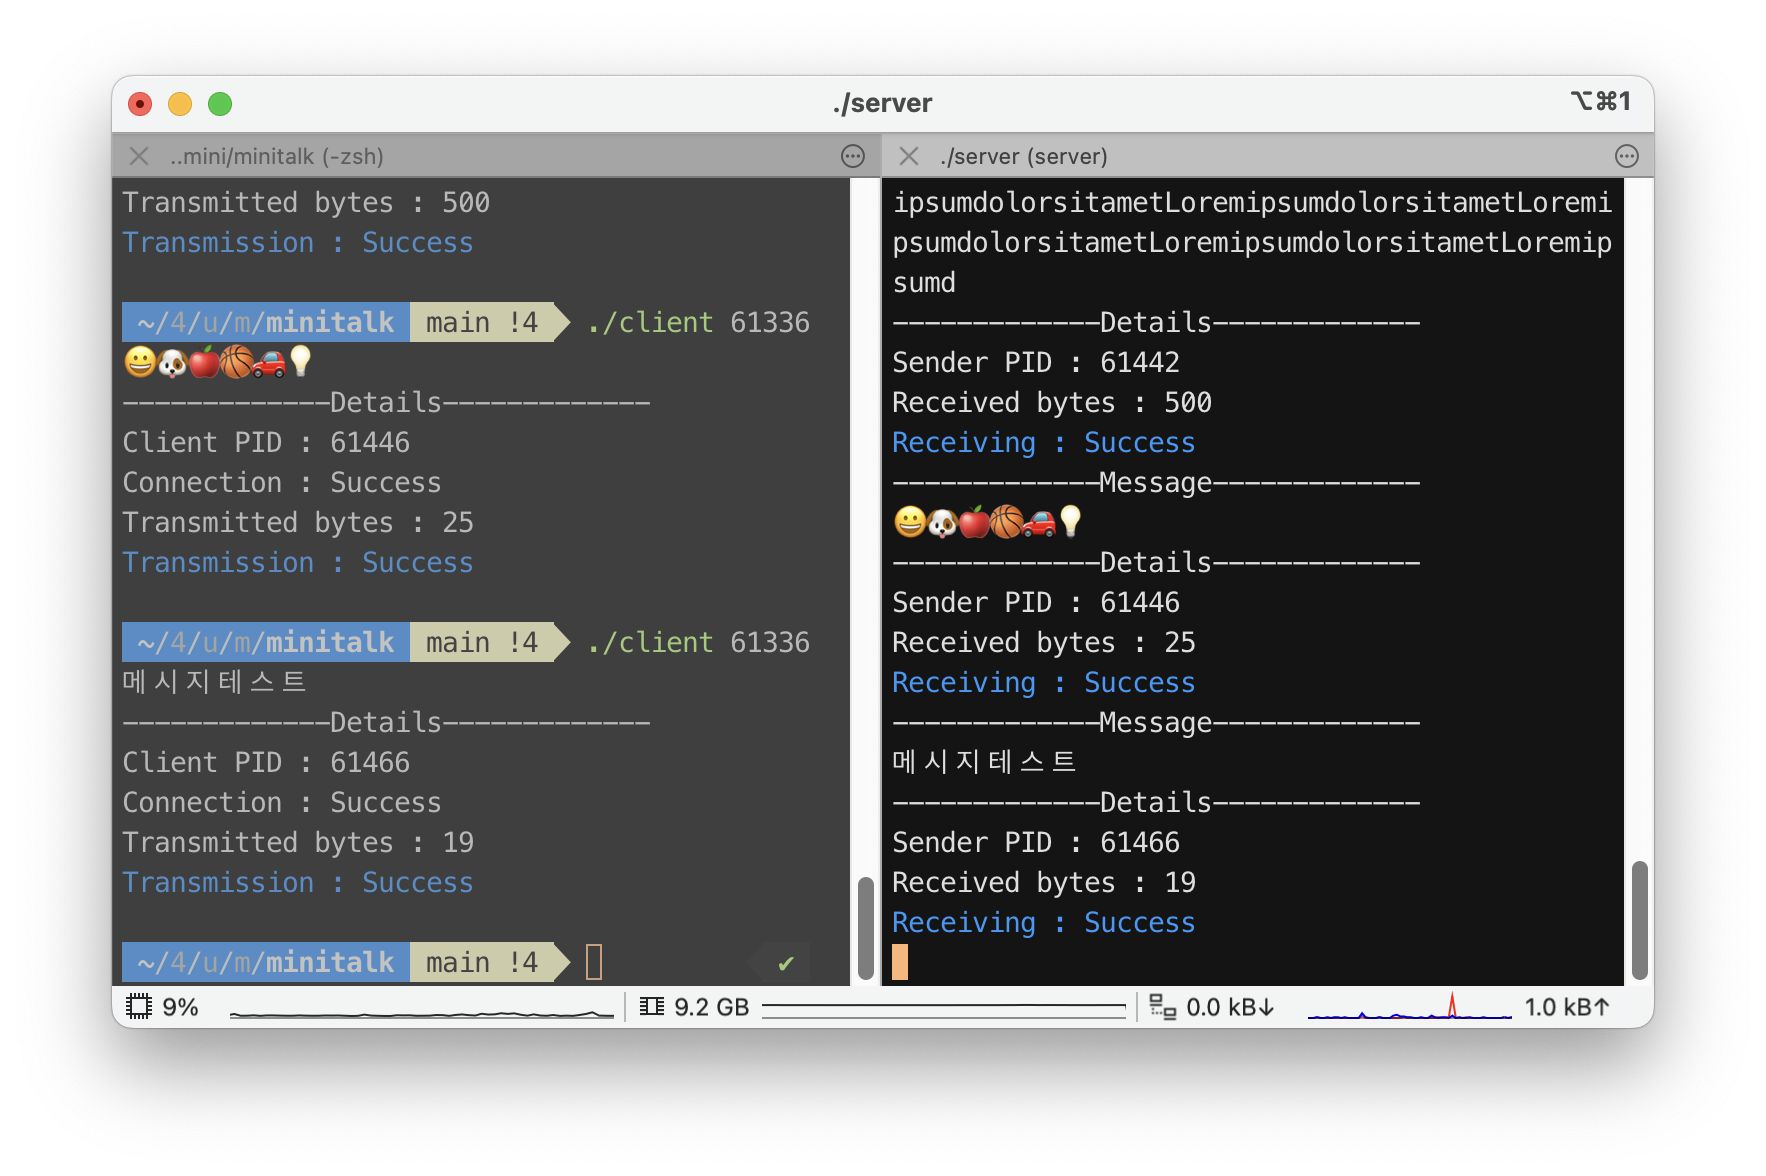 ./server
⌥⌘1
..mini/minitalk (-zsh)
Transmitted bytes : 500
Transmission : Success
~/4/u/m/minitalk main !4 ./client 61336
😀🐶🍎🏀🚗💡
—————————————Details—————————————
Client PID : 61446
Connection : Success
Transmitted bytes : 25
Transmission : Success
~/4/u/m/minitalk main !4 ./client 61336
메시지테스트
—————————————Details—————————————
Client PID : 61466
Connection : Success
Transmitted bytes : 19
Transmission : Success
~/4/u/m/minitalk main !4 ✔
./server (server)
ipsumdolorsitametLoremipsumdolorsitametLoremi
psumdolorsitametLoremipsumdolorsitametLoremip
sumd
—————————————Details—————————————
Sender PID : 61442
Received bytes : 500
Receiving : Success
—————————————Message—————————————
😀🐶🍎🏀🚗💡
—————————————Details—————————————
Sender PID : 61446
Received bytes : 25
Receiving : Success
—————————————Message—————————————
메시지테스트
—————————————Details—————————————
Sender PID : 61466
Received bytes : 19
Receiving : Success
9% 9.2 GB 0.0 kB↓ 1.0 kB↑